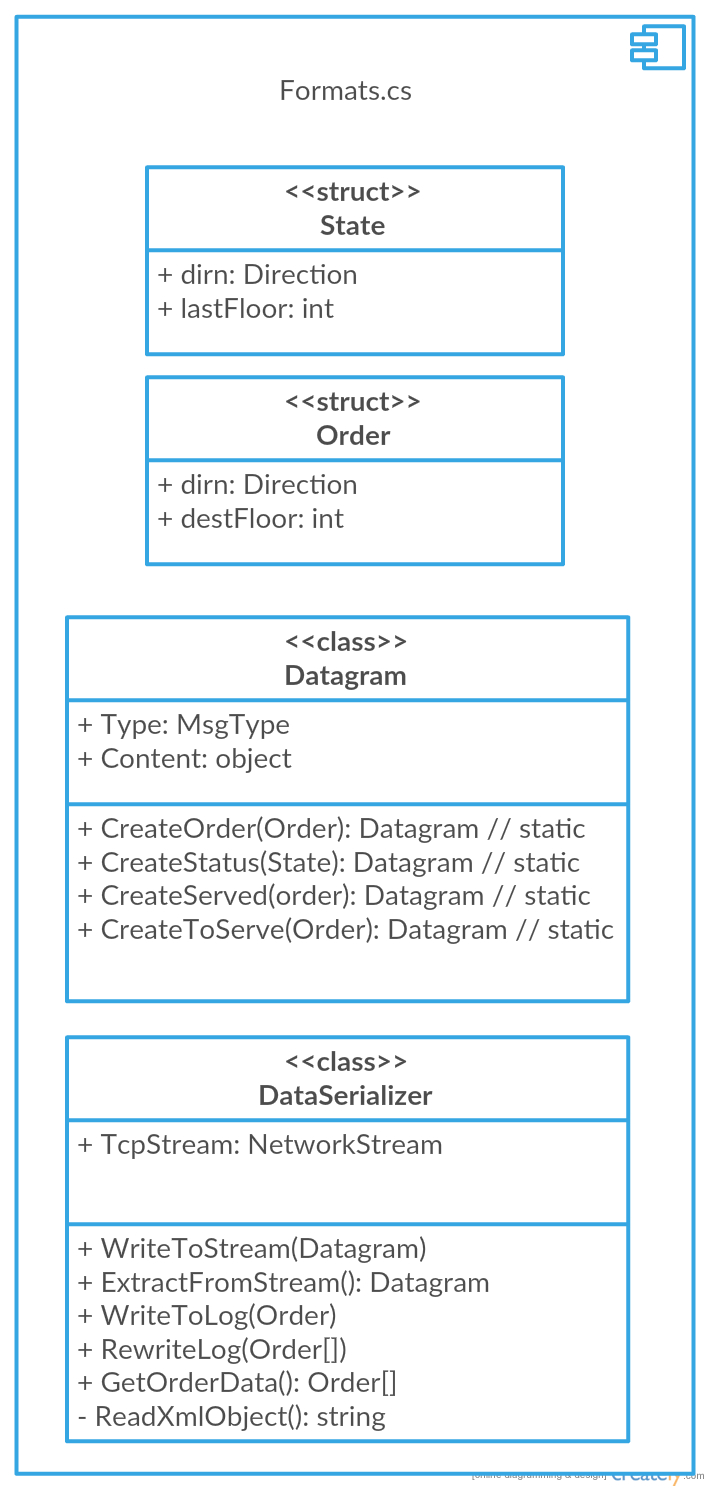 Formats.cs
<<struct>>
State
+ dirn: Direction
+ lastFloor: int
<<struct>>
Order
+ dirn: Direction
+ destFloor: int
<<class>>
Datagram
+ Type: MsgType
+ Content: object
+ CreateOrder(Order): Datagram // static
+ CreateStatus(State): Datagram // static
+ CreateServed(order): Datagram // static
+ CreateToServe(Order): Datagram // static
<<class>>
DataSerializer
+ TcpStream: NetworkStream
+ WriteToStream(Datagram)
+ ExtractFromStream(): Datagram
+ WriteToLog(Order)
+ RewriteLog(Order[])
+ GetOrderData(): Order[]
- ReadXmlObject(): string
[online diagramming & design] creately.com